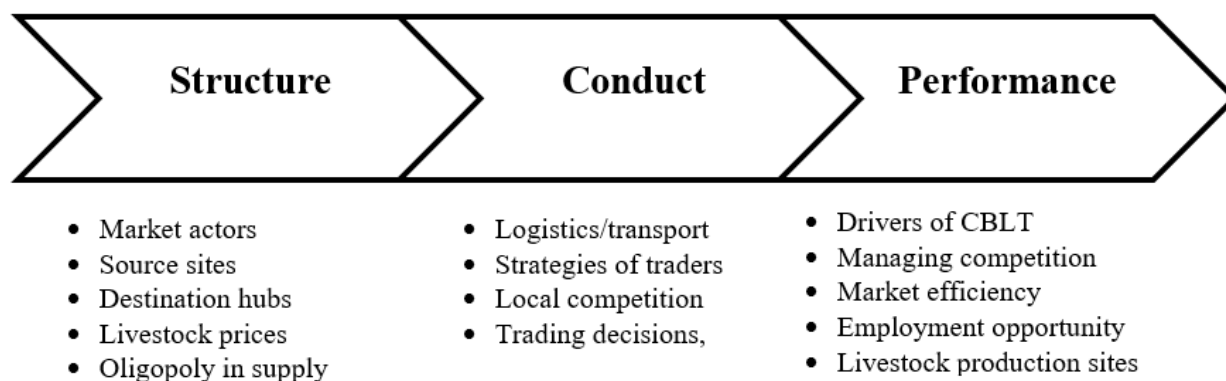 Structure
Conduct
Performance
• Market actors
• Source sites
• Destination hubs
• Livestock prices
• Oligopoly in supply
• Logistics/transport
• Strategies of traders
• Local competition
• Trading decisions,
• Drivers of CBLT
• Managing competition
• Market efficiency
• Employment opportunity
• Livestock production sites